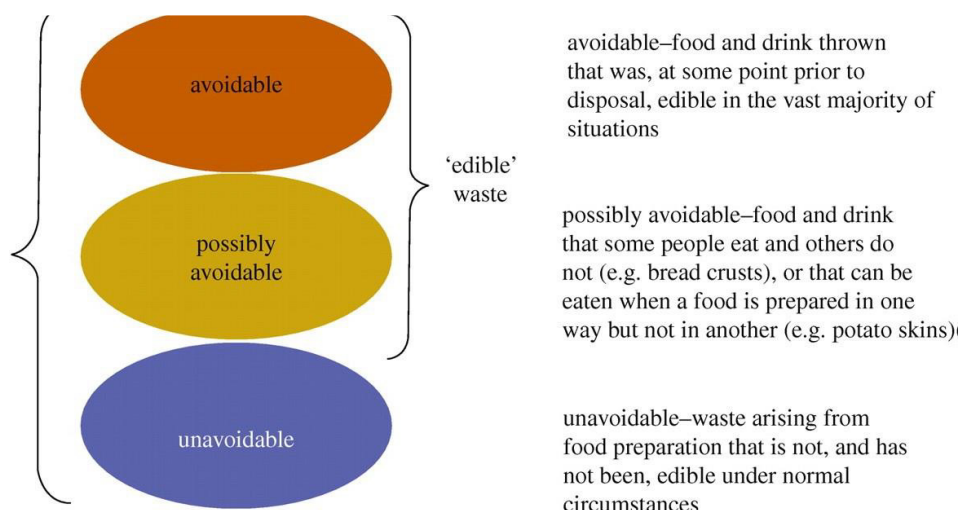 avoidable
possibly
avoidable
unavoidable
‘edible’
waste
avoidable–food and drink thrown
that was, at some point prior to
disposal, edible in the vast majority of
situations
possibly avoidable–food and drink
that some people eat and others do
not (e.g. bread crusts), or that can be
eaten when a food is prepared in one
way but not in another (e.g. potato skins)(
unavoidable–waste arising from
food preparation that is not, and has
not been, edible under normal
circumstances